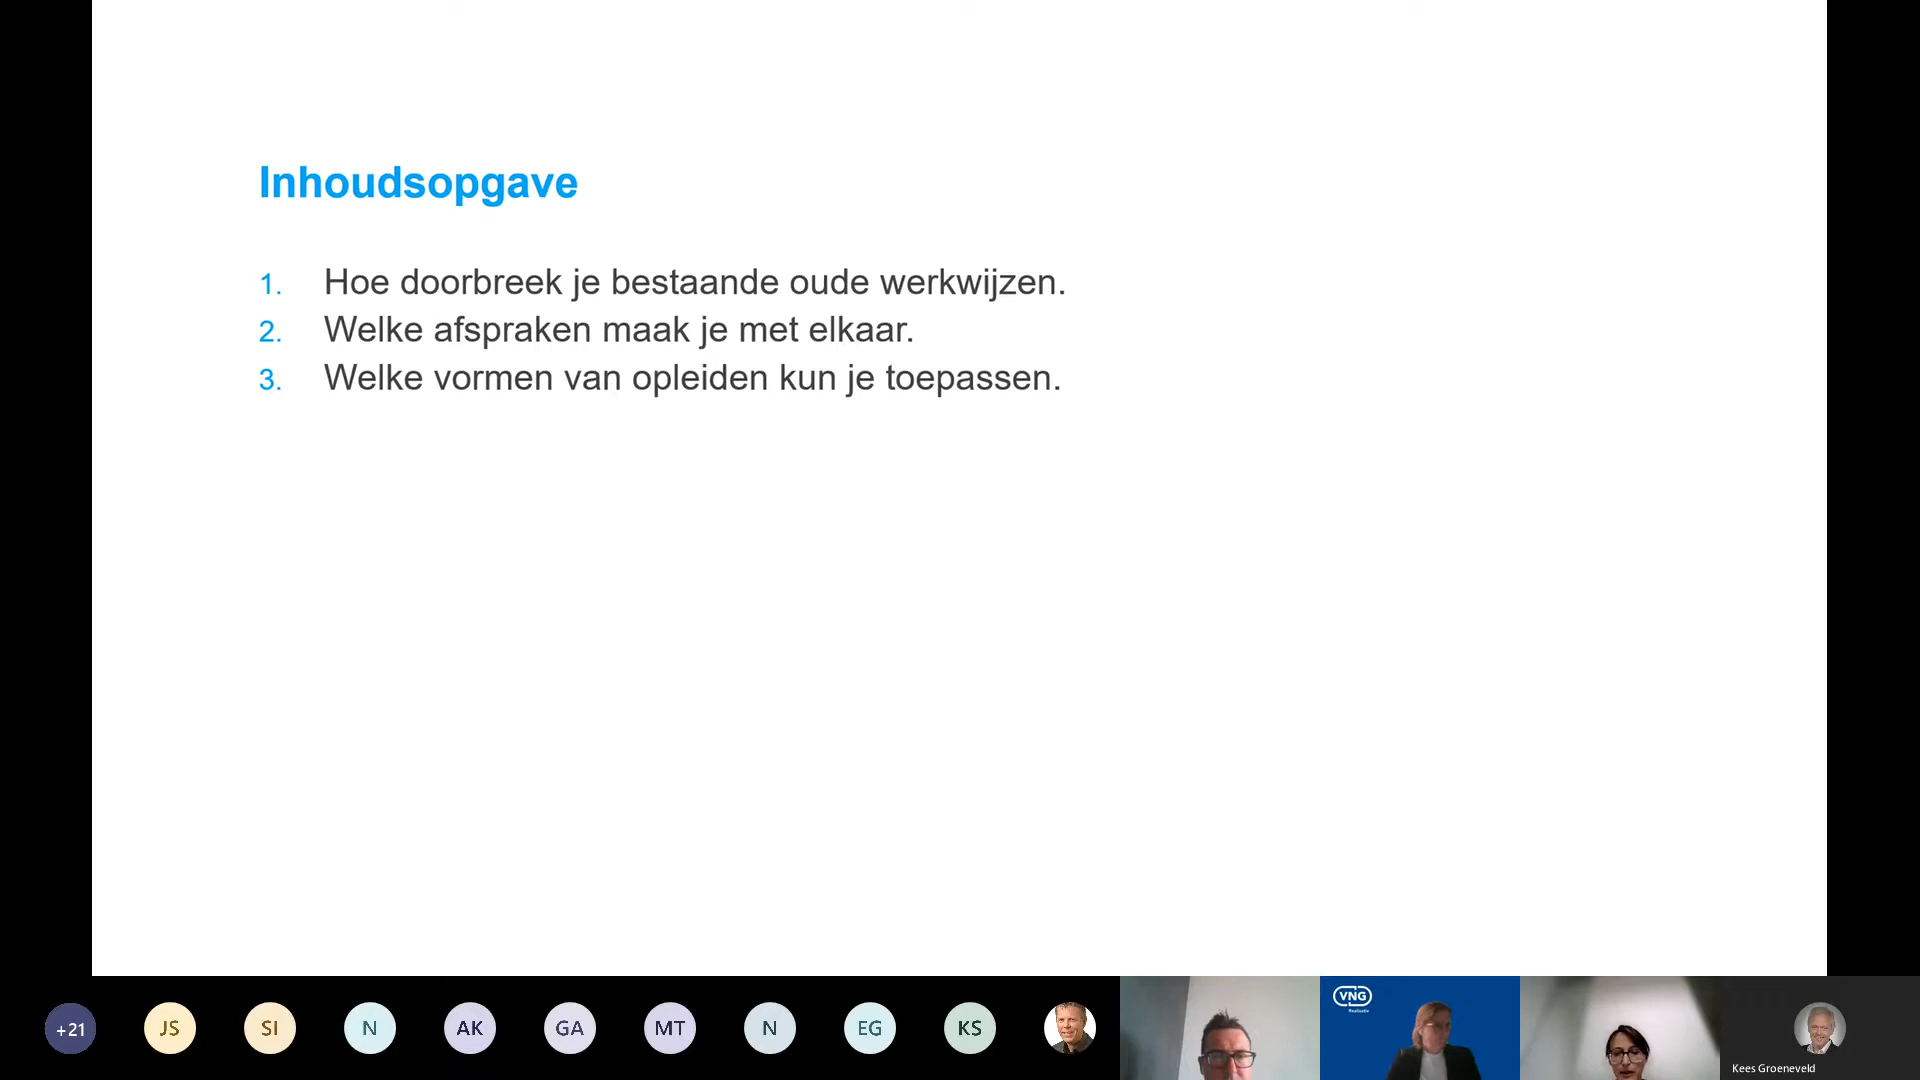 Inhoudsopgave
1. Hoe doorbreek je bestaande oude werkwijzen.
2. Welke afspraken maak je met elkaar.
3. Welke vormen van opleiden kun je toepassen.
+21
JS
SI
N
AK
GA
MT
N
EG
KS
VNG
Realisatie
Kees Groeneveld